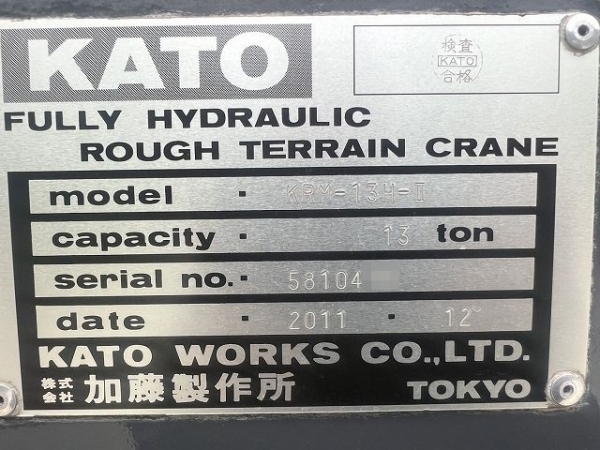 KATO
検査
KATO
合格
FULLY HYDRAULIC
ROUGH TERRAIN CRANE
model · KRM-13H-II
capacity · 13 ton
serial no. · 58104
date · 2011 · 12
KATO WORKS CO.,LTD.
株式会社 加藤製作所 TOKYO